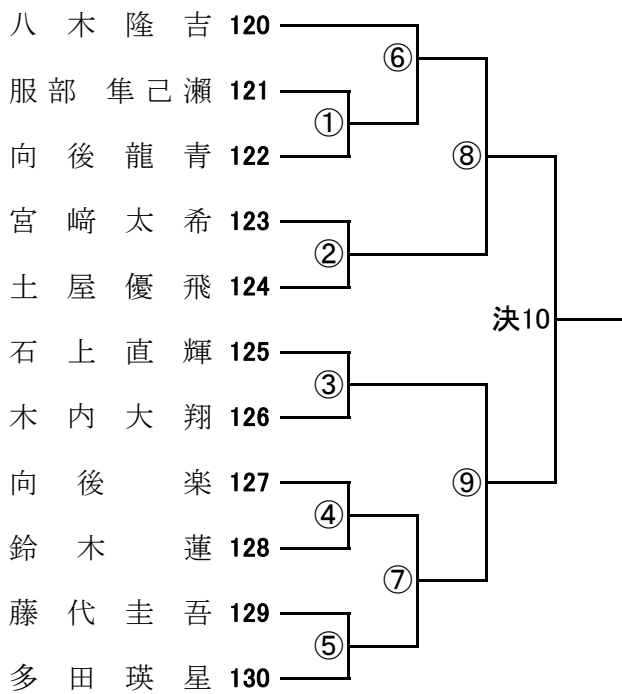 八木隆吉 120
⑥
服部隼己瀬 121
①
向後龍青 122
⑧
宮﨑太希 123
②
土屋優飛 124
決10
石上直輝 125
③
木内大翔 126
向後楽 127
⑨
④
鈴木蓮 128
⑦
藤代圭吾 129
⑤
多田瑛星 130